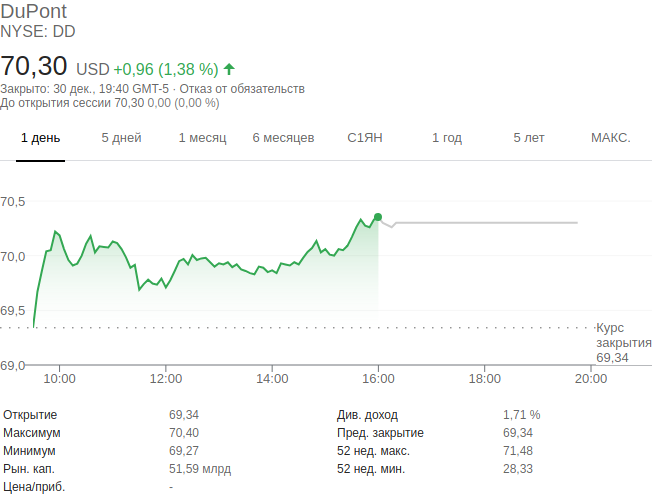 DuPont
NYSE: DD
70,30 USD +0,96 (1,38 %)
Закрыто: 30 дек., 19:40 GMT-5 · Отказ от обязательств
До открытия сессии 70,30 0,00 (0,00 %)
1 день 5 дней 1 месяц 6 месяцев С1ЯН 1 год 5 лет МАКС.
70,5
70,0
69,5
Курс
закрытия
69,34
69,0
10:00 12:00 14:00 16:00 18:00 20:00
Открытие 69,34 Див. доход 1,71 %
Максимум 70,40 Пред. закрытие 69,34
Минимум 69,27 52 нед. макс. 71,48
Рын. кап. 51,59 млрд 52 нед. мин. 28,33
Цена/приб. -